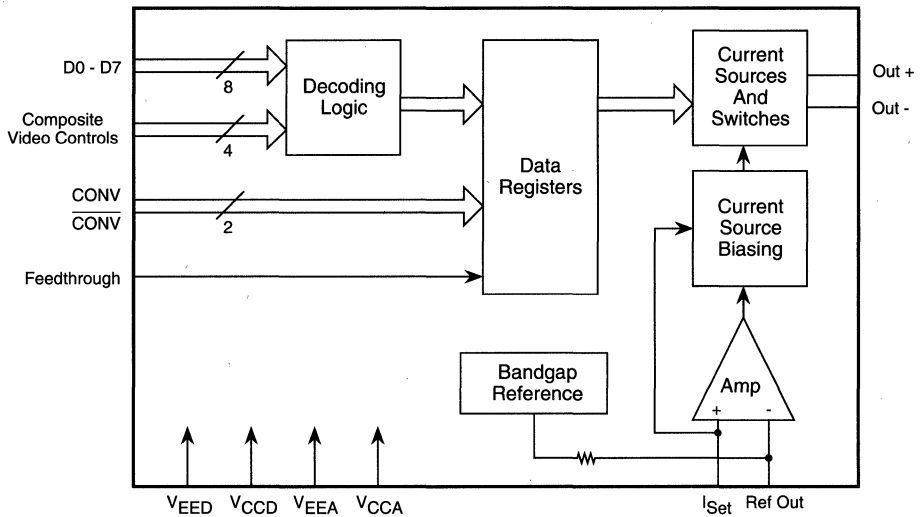 D0 - D7
8
Composite
Video Controls
4
CONV
CONV
2
Feedthrough
Decoding
Logic
Data
Registers
Current
Sources
And
Switches
Out +
Out -
Current
Source
Biasing
Amp
+ -
Bandgap
Reference
VEED VCCD VEEA VCCA ISet Ref Out